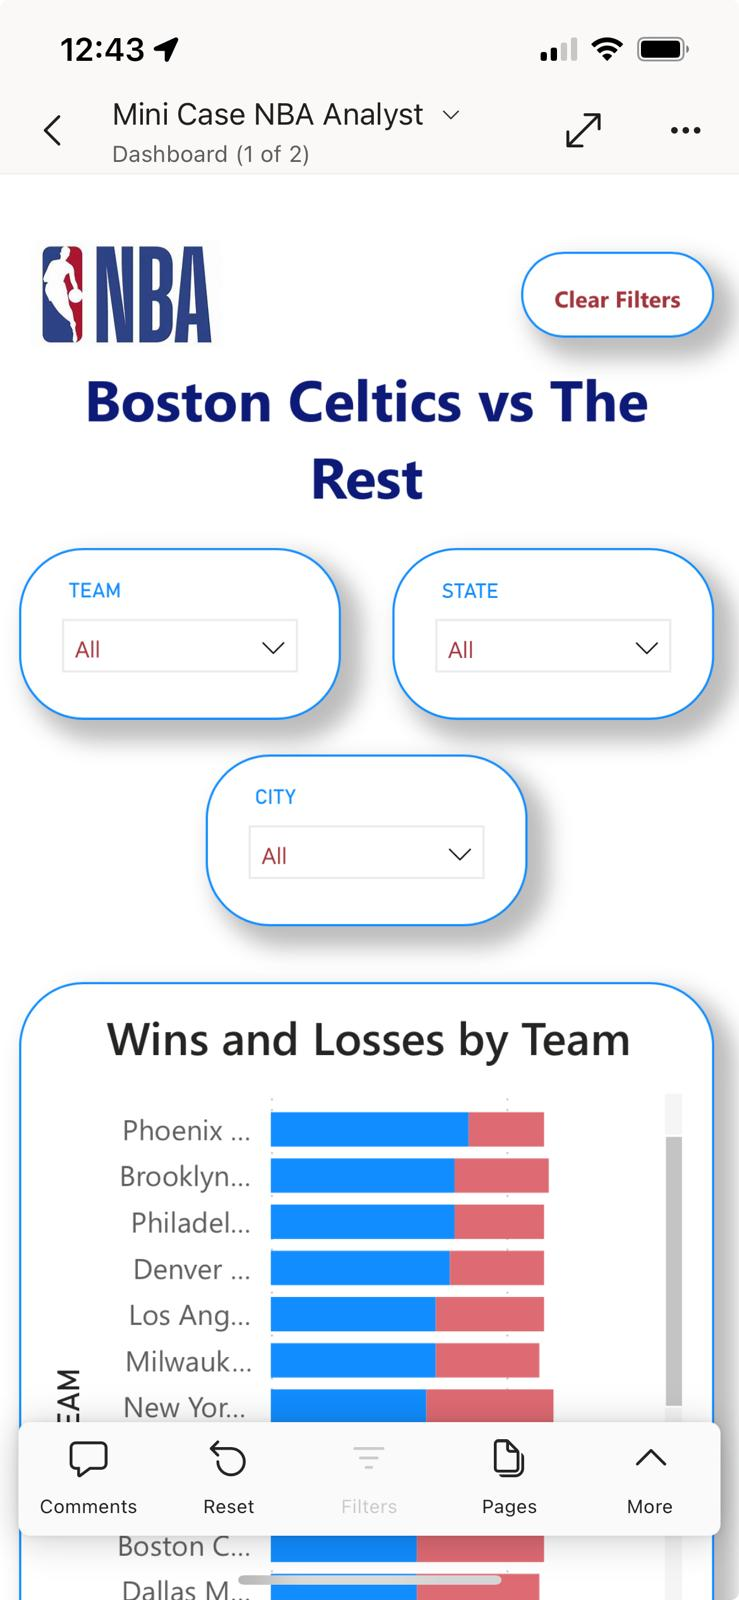 12:43
Mini Case NBA Analyst
Dashboard (1 of 2)
NBA
Clear Filters
Boston Celtics vs The
Rest
TEAM
All
STATE
All
CITY
All
Wins and Losses by Team
Phoenix ...
Brooklyn...
Philadel...
Denver ...
Los Ang...
Milwauk...
EAM
New Yor...
Comments
Reset
Filters
Pages
More
Boston C...
Dallas M...